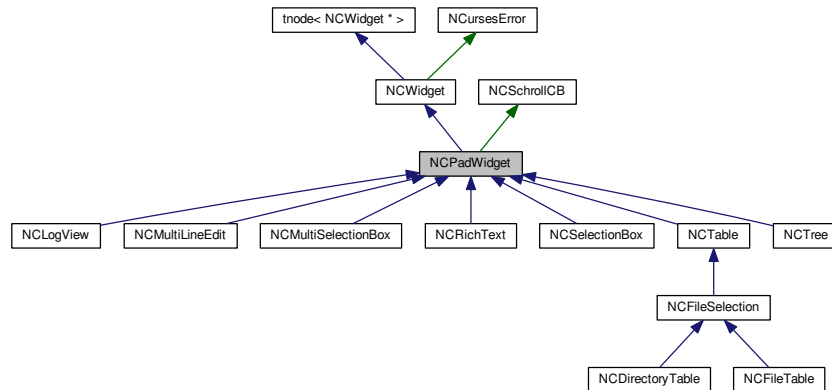 tnode< NCWidget * >
NCursesError
NCWidget
NCSchrollCB
NCPadWidget
NCLogView
NCMultiLineEdit
NCMultiSelectionBox
NCRichText
NCSelectionBox
NCTable
NCTree
NCFileSelection
NCDirectoryTable
NCFileTable